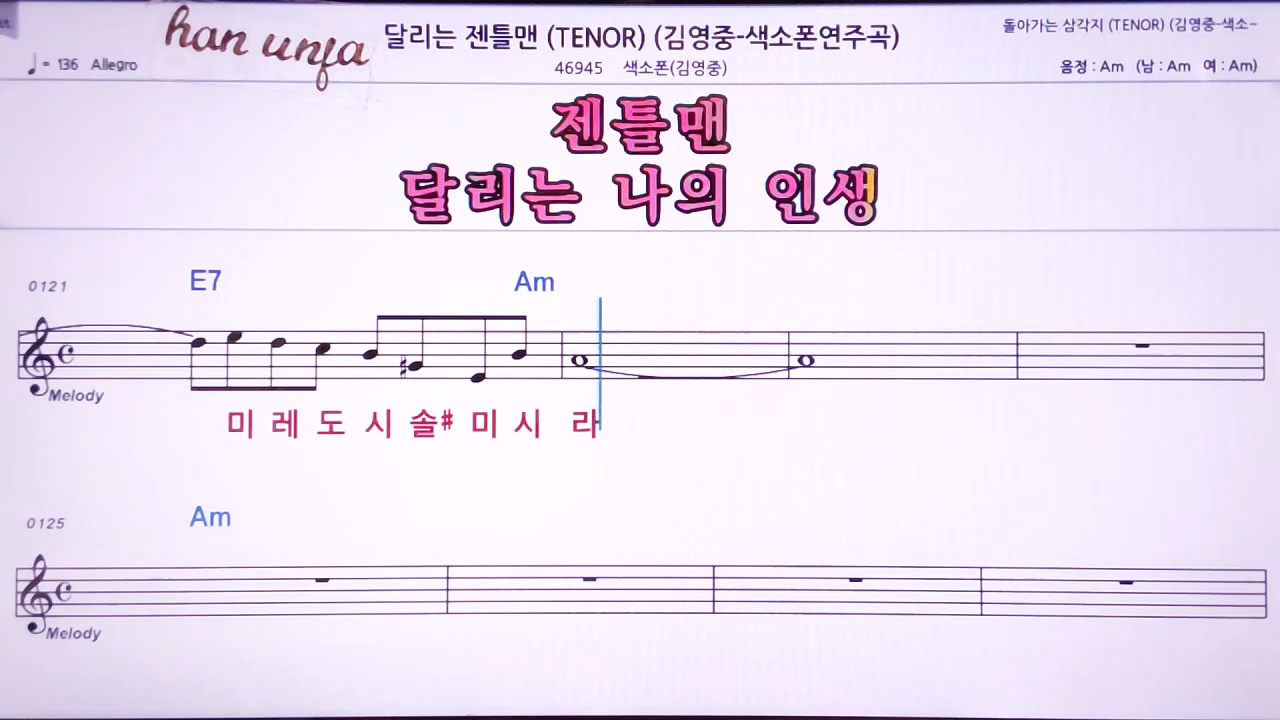 han unfa
달리는 젠틀맨 (TENOR) (김영중-색소폰연주곡)
돌아가는 삼각지 (TENOR) (김영중-색소-
♩= 136 Allegro
46945 색소폰(김영중)
음정 : Am (남 : Am 여 : Am)
젠틀맨
달리는 나의 인생
0121 E7 Am
Melody
미 레 도 시 솔# 미 시 라
0125 Am
Melody